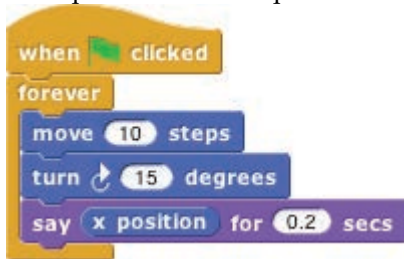 when clicked
forever
move 10 steps
turn 15 degrees
say x position for 0.2 secs